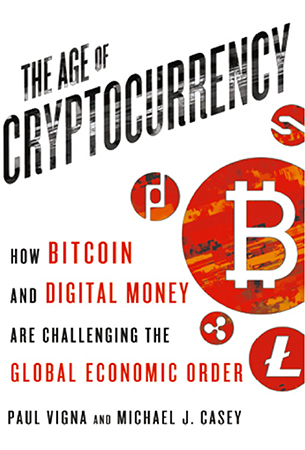 THE AGE OF
CRYPTOCURRENCY
HOW BITCOIN
AND DIGITAL MONEY
ARE CHALLENGING THE
GLOBAL ECONOMIC ORDER
PAUL VIGNA AND MICHAEL J. CASEY